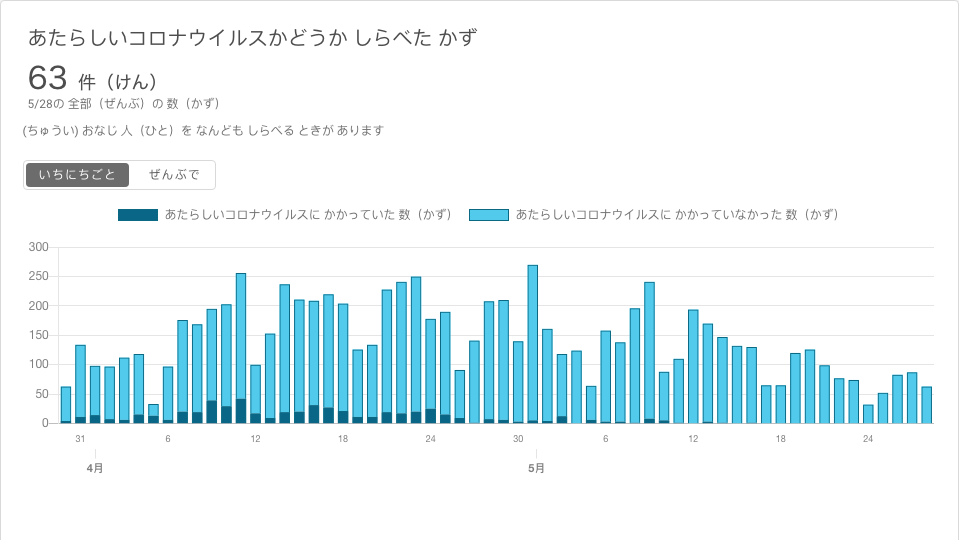 あたらしいコロナウイルスかどうか しらべた かず
63 件（けん）
5/28の 全部（ぜんぶ）の 数（かず）
(ちゅうい) おなじ 人（ひと）を なんども しらべる ときが あります
いちにちごと ぜんぶで
あたらしいコロナウイルスに かかっていた 数（かず） あたらしいコロナウイルスに かかっていなかった 数（かず）
300
250
200
150
100
50
0
31 6 12 18 24 30 6 12 18 24
4月 5月